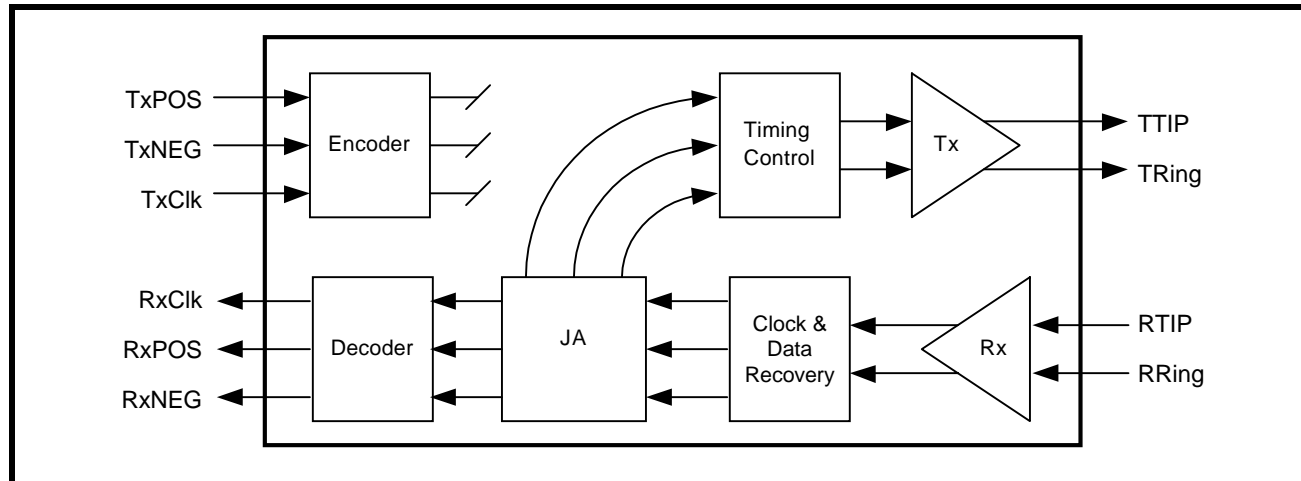 TxPOS
TxNEG
TxClk
Encoder
Timing
Control
Tx
TTIP
TRing
RxClk
RxPOS
RxNEG
Decoder
JA
Clock &
Data
Recovery
Rx
RTIP
RRing